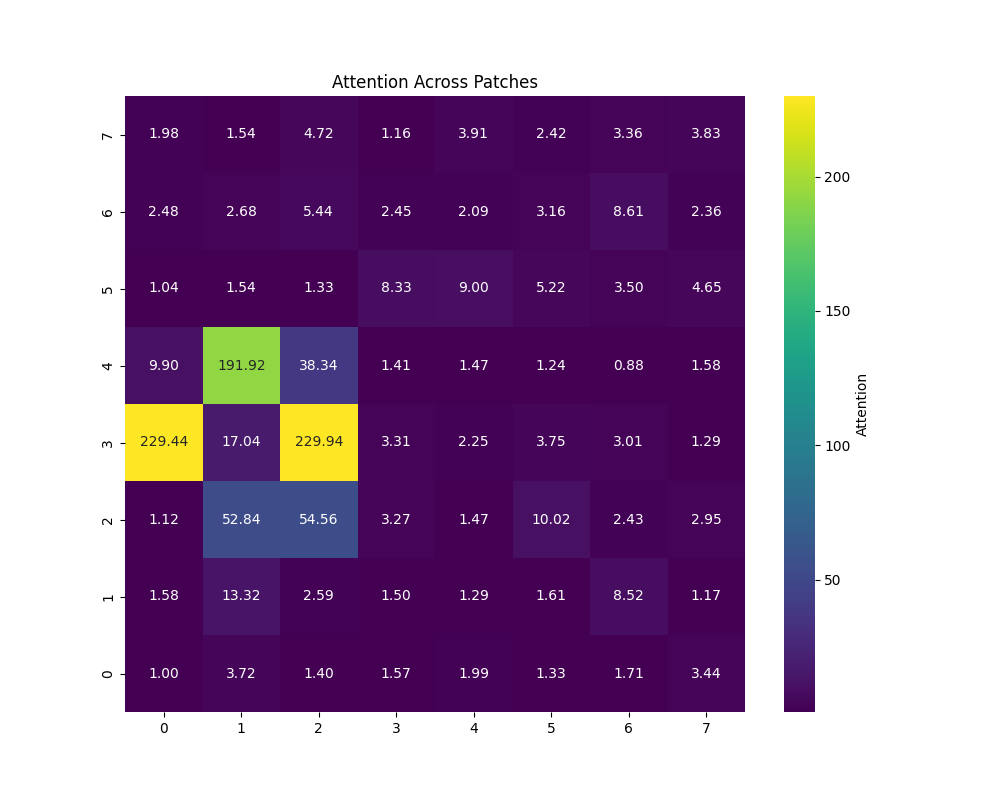 Attention Across Patches
7 1.98 1.54 4.72 1.16 3.91 2.42 3.36 3.83
200
6 2.48 2.68 5.44 2.45 2.09 3.16 8.61 2.36
5 1.04 1.54 1.33 8.33 9.00 5.22 3.50 4.65
150
4 9.90 191.92 38.34 1.41 1.47 1.24 0.88 1.58
Attention
3 229.44 17.04 229.94 3.31 2.25 3.75 3.01 1.29
100
2 1.12 52.84 54.56 3.27 1.47 10.02 2.43 2.95
50
1 1.58 13.32 2.59 1.50 1.29 1.61 8.52 1.17
0 1.00 3.72 1.40 1.57 1.99 1.33 1.71 3.44
0 1 2 3 4 5 6 7